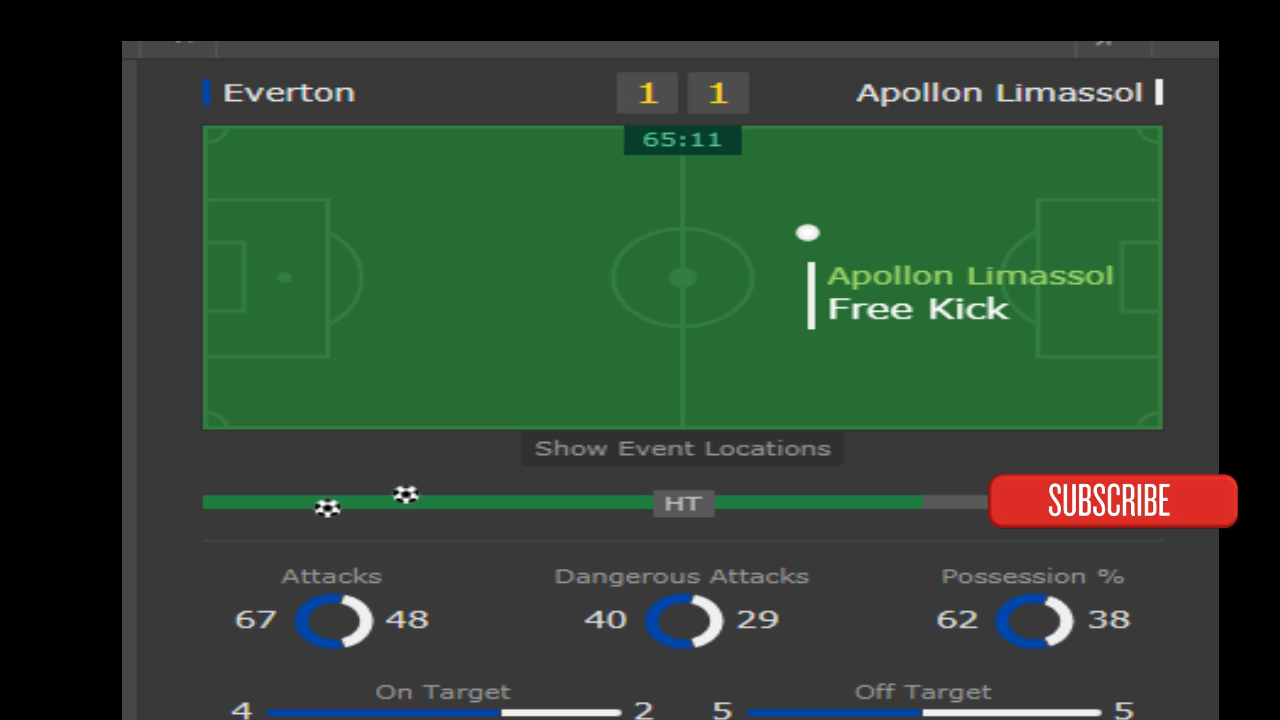 Everton 1 1 Apollon Limassol
65:11
Apollon Limassol
Free Kick
Show Event Locations
HT
SUBSCRIBE
Attacks Dangerous Attacks Possession %
67 48 40 29 62 38
On Target Off Target
4 2 5 5